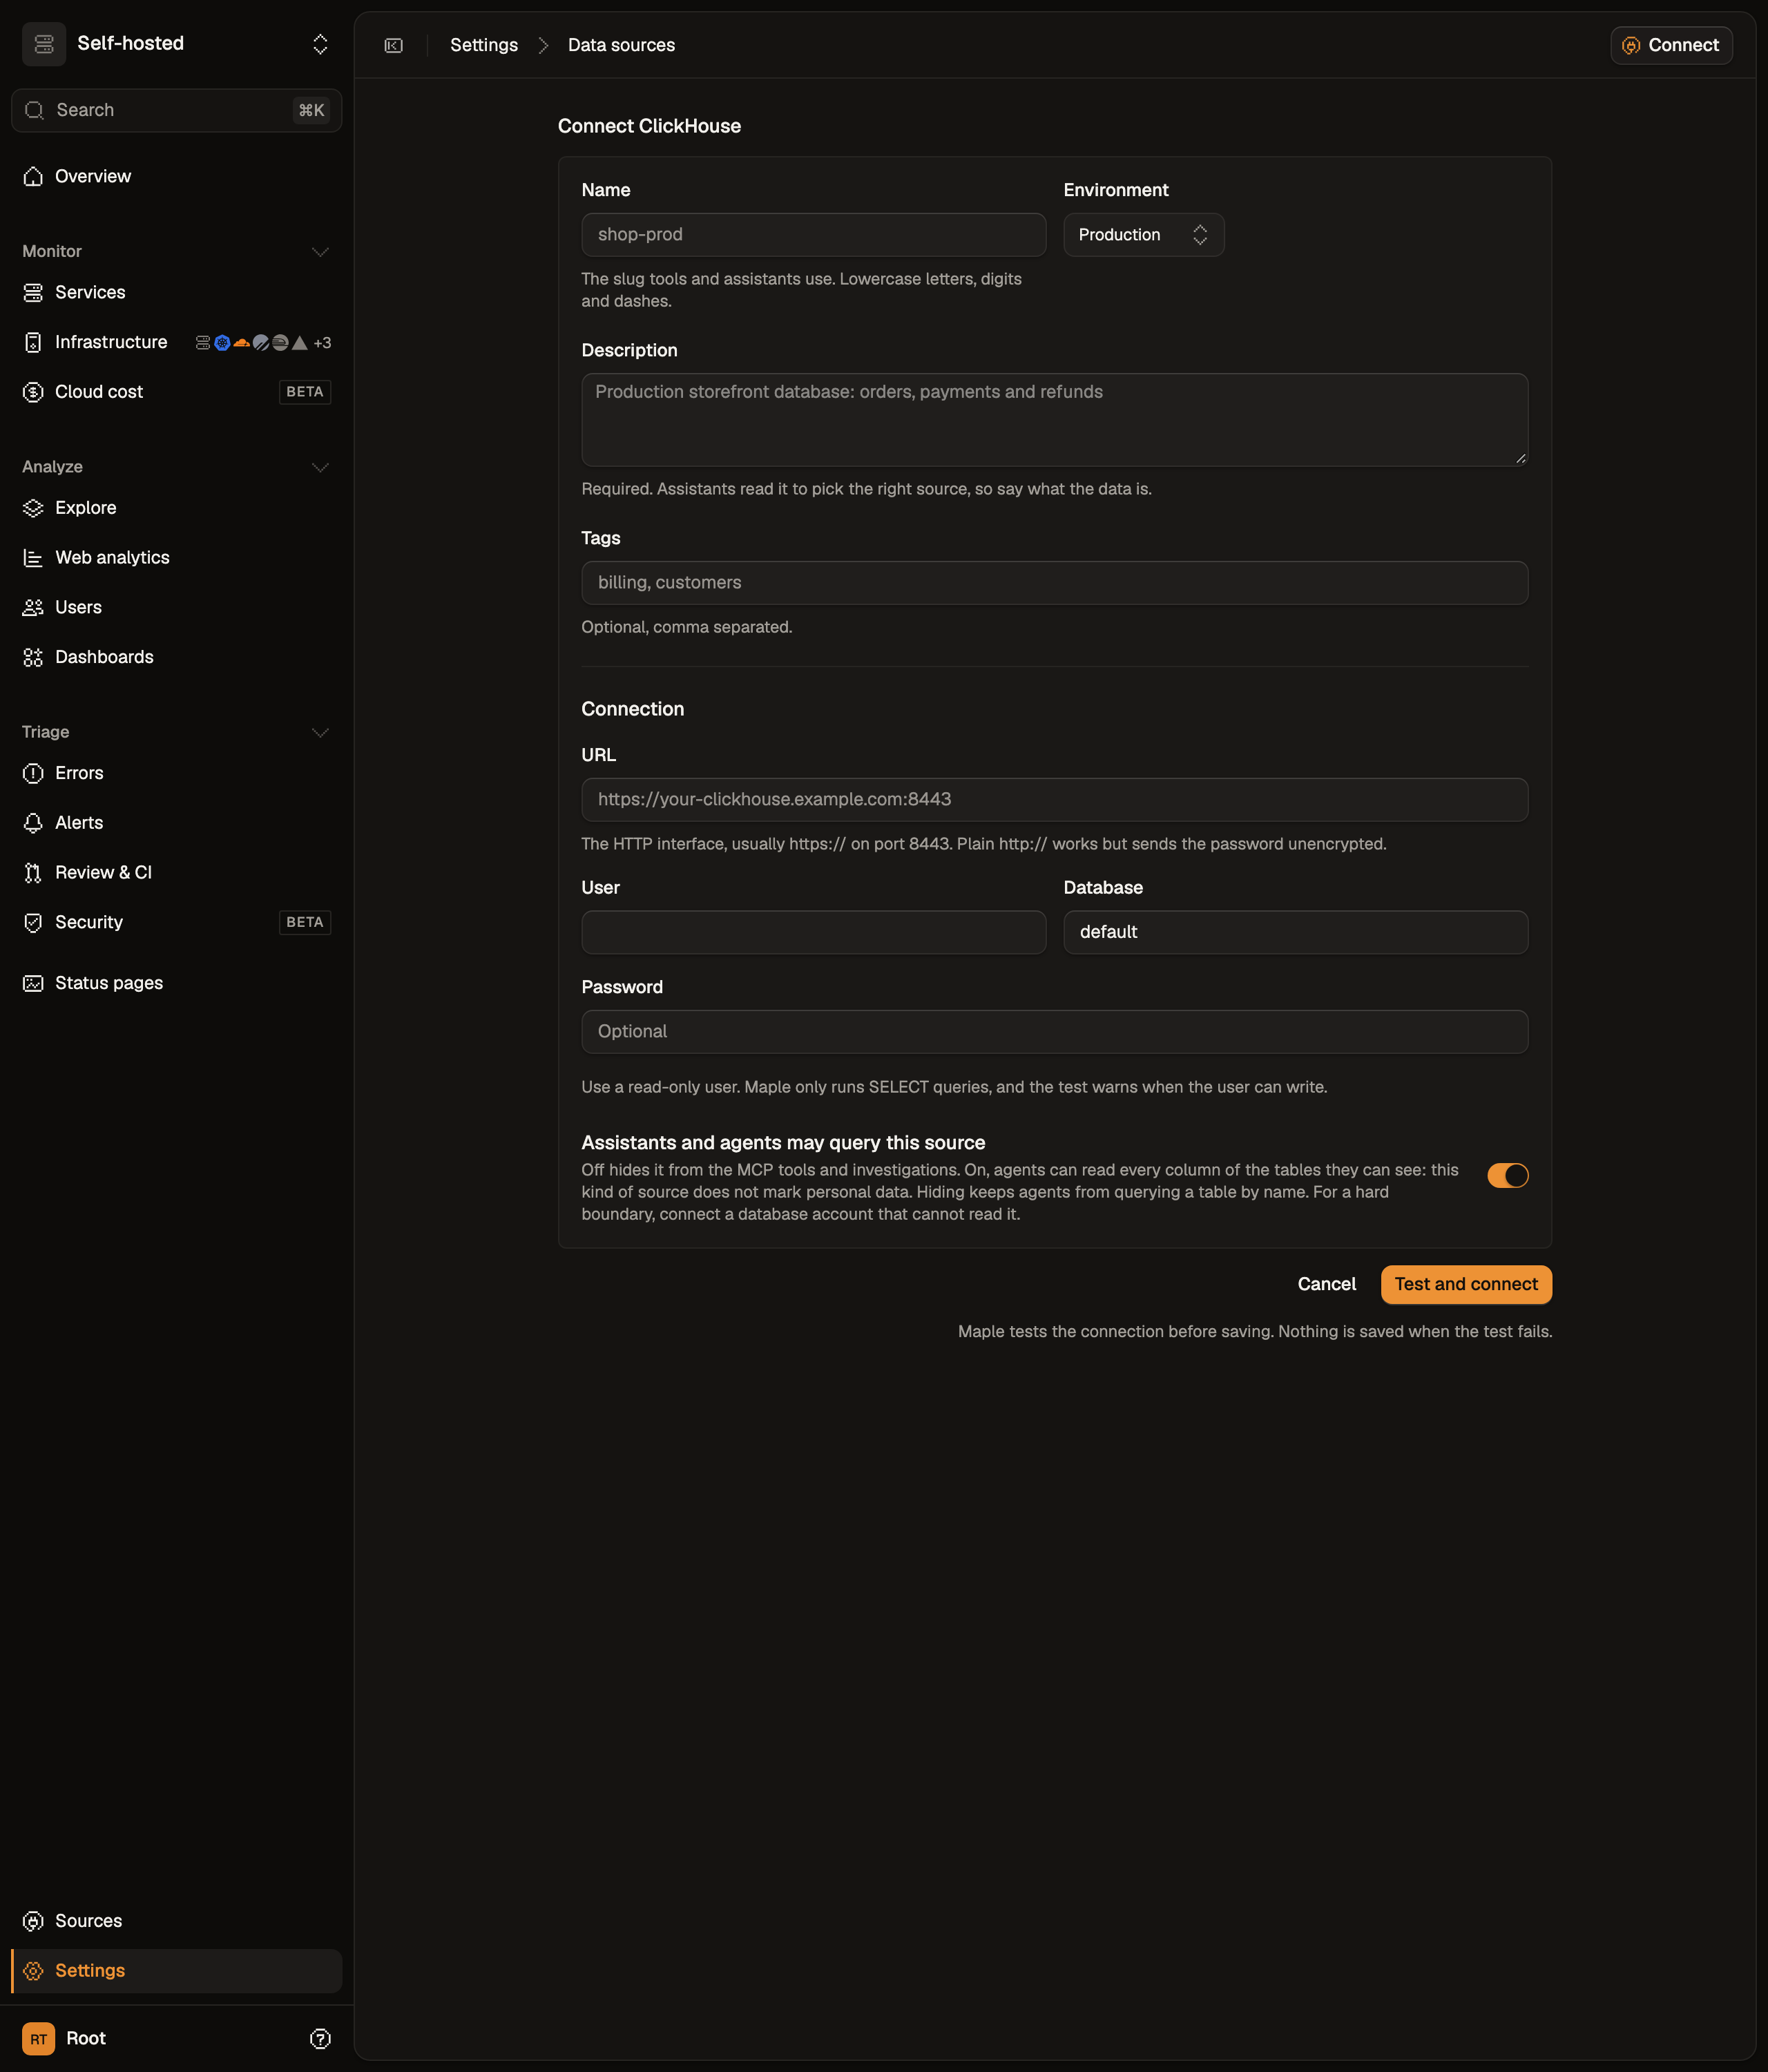 Self-hosted
Search
⌘K
Overview
Monitor
Services
Infrastructure
+3
Cloud cost
BETA
Analyze
Explore
Web analytics
Users
Dashboards
Triage
Errors
Alerts
Review & CI
Security
BETA
Status pages
Sources
Settings
RT
Root
Settings
Data sources
Connect
Connect ClickHouse
Name
Environment
shop-prod
Production
The slug tools and assistants use. Lowercase letters, digits
and dashes.
Description
Production storefront database: orders, payments and refunds
Required. Assistants read it to pick the right source, so say what the data is.
Tags
billing, customers
Optional, comma separated.
Connection
URL
https://your-clickhouse.example.com:8443
The HTTP interface, usually https:// on port 8443. Plain http:// works but sends the password unencrypted.
User
Database
default
Password
Optional
Use a read-only user. Maple only runs SELECT queries, and the test warns when the user can write.
Assistants and agents may query this source
Off hides it from the MCP tools and investigations. On, agents can read every column of the tables they can see: this
kind of source does not mark personal data. Hiding keeps agents from querying a table by name. For a hard
boundary, connect a database account that cannot read it.
Cancel
Test and connect
Maple tests the connection before saving. Nothing is saved when the test fails.